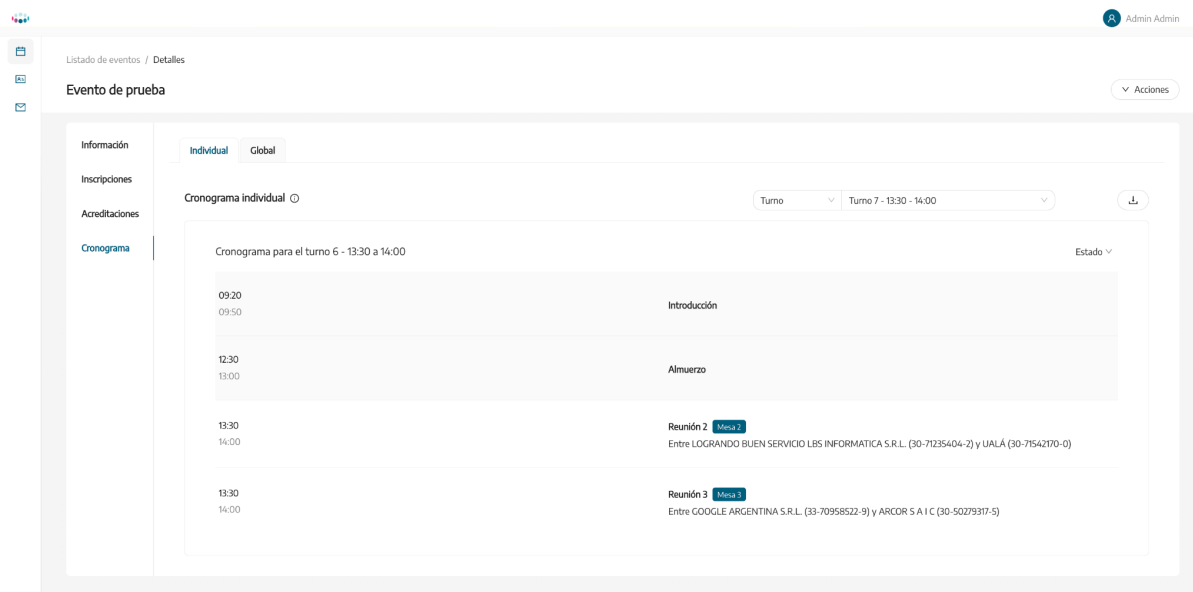 Admin Admin
Listado de eventos / Detalles
Evento de prueba
Acciones
Información
Inscripciones
Acreditaciones
Cronograma
Individual
Global
Cronograma individual
Turno
Turno 7 - 13:30 - 14:00
Cronograma para el turno 6 - 13:30 a 14:00
Estado
09:20
09:50
Introducción
12:30
13:00
Almuerzo
13:30
14:00
Reunión 2 Mesa 2
Entre LOGRANDO BUEN SERVICIO LBS INFORMATICA S.R.L. (30-71235404-2) y UALÁ (30-71542170-0)
13:30
14:00
Reunión 3 Mesa 3
Entre GOOGLE ARGENTINA S.R.L. (33-70958522-9) y ARCOR S A I C (30-50279317-5)